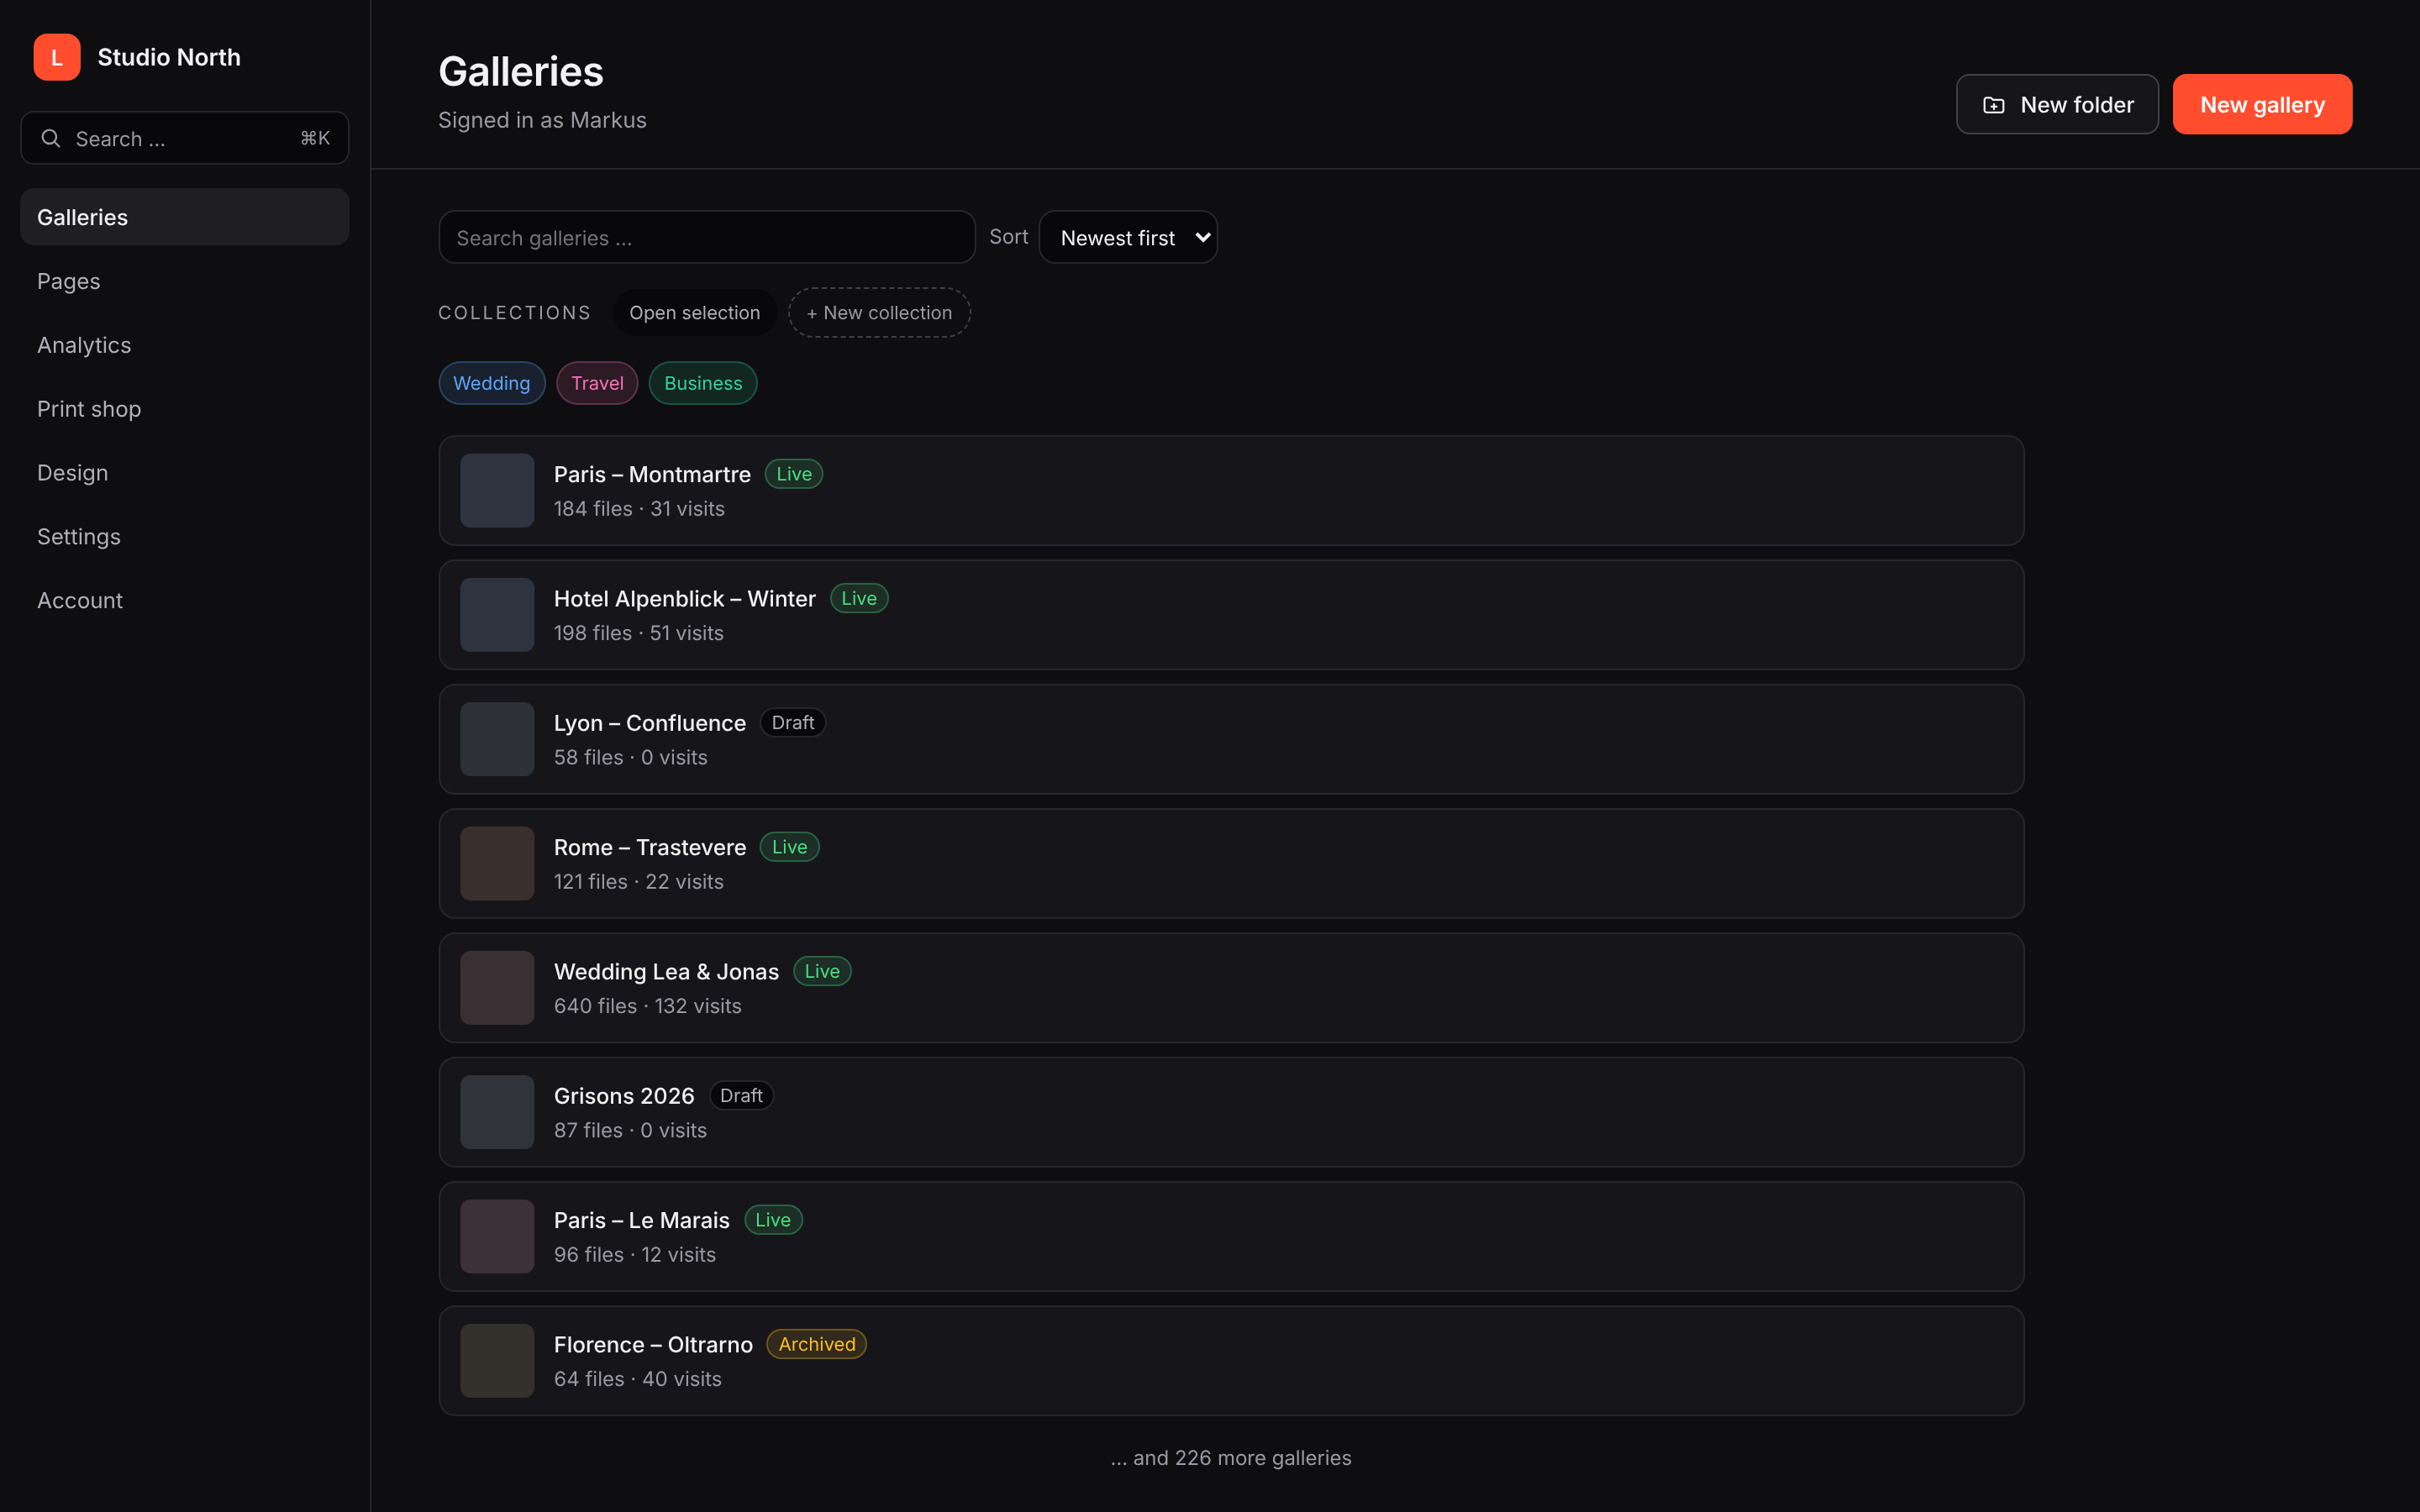 L Studio North
Search ... ⌘K
Galleries
Pages
Analytics
Print shop
Design
Settings
Account
Galleries
Signed in as Markus
New folder
New gallery
Search galleries ...
Sort Newest first
COLLECTIONS Open selection + New collection
Wedding Travel Business
Paris – Montmartre Live
184 files · 31 visits
Hotel Alpenblick – Winter Live
198 files · 51 visits
Lyon – Confluence Draft
58 files · 0 visits
Rome – Trastevere Live
121 files · 22 visits
Wedding Lea & Jonas Live
640 files · 132 visits
Grisons 2026 Draft
87 files · 0 visits
Paris – Le Marais Live
96 files · 12 visits
Florence – Oltrarno Archived
64 files · 40 visits
... and 226 more galleries